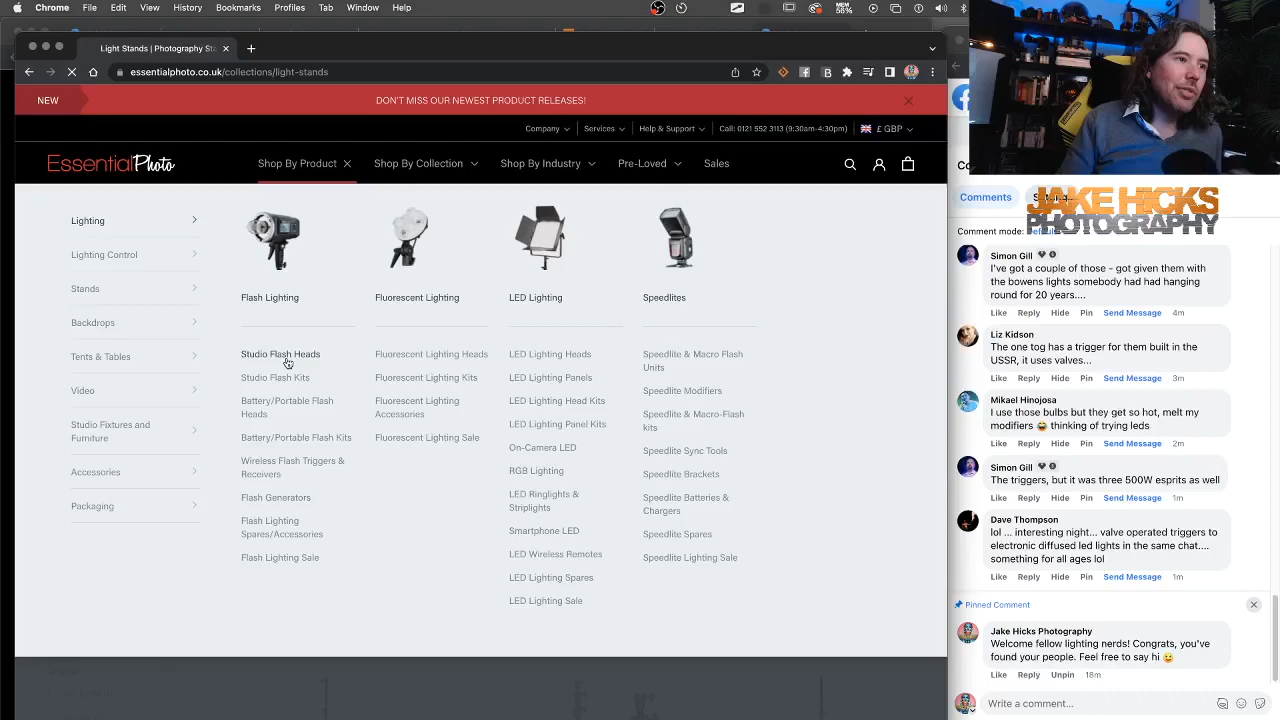 File
Edit
View
History
Bookmarks
Profiles
Tab
Window
Help
NEW
50%
Light Stands | Photography Sta
essentialphoto.co.uk/collections/light-stands
NEW
DON'T MISS OUR NEWEST PRODUCT RELEASES!
Company
Services
Help & Support
Call: 0121 552 3113 (9:30am-4:30pm)
£ GBP
EssentialPhoto
Shop By Product
Shop By Collection
Shop By Industry
Pre-Loved
Sales
Lighting
Lighting Control
Stands
Backdrops
Tents & Tables
Video
Studio Fixtures and
Furniture
Accessories
Packaging
Flash Lighting
Studio Flash Heads
Studio Flash Kits
Battery/Portable Flash
Heads
Battery/Portable Flash Kits
Wireless Flash Triggers &
Receivers
Flash Generators
Flash Lighting
Spares/Accessories
Flash Lighting Sale
Fluorescent Lighting
Fluorescent Lighting Heads
Fluorescent Lighting Kits
Fluorescent Lighting
Accessories
Fluorescent Lighting Sale
LED Lighting
LED Lighting Heads
LED Lighting Panels
LED Lighting Head Kits
LED Lighting Panel Kits
On-Camera LED
RGB Lighting
LED Ringlights &
Striplights
Smartphone LED
LED Wireless Remotes
LED Lighting Spares
LED Lighting Sale
Speedlites
Speedlite & Macro Flash
Units
Speedlite Modifiers
Speedlite & Macro-Flash
kits
Speedlite Sync Tools
Speedlite Brackets
Speedlite Batteries &
Chargers
Speedlite Spares
Speedlite Lighting Sale
JAKE HICKS
PHOTOGRAPHY
Comments
Comment mode:
Simon Gill
I've got a couple of those - got given them with
the bowens lights somebody had had hanging
round for 20 years....
Like Reply Hide Pin Send Message 4m
Liz Kidson
The one tog has a trigger for them built in the
USSR, it uses valves...
Like Reply Hide Pin Send Message 3m
Mikael Hinojosa
I use those bulbs but they get so hot, melt my
modifiers 😂 thinking of trying leds
Like Reply Hide Pin Send Message 2m
Simon Gill
The triggers, but it was three 500W esprits as well
Like Reply Hide Pin Send Message 1m
Dave Thompson
lol ... interesting night... valve operated triggers to
electronic diffused led lights in the same chat....
something for all ages lol
Like Reply Hide Pin Send Message 1m
Pinned Comment
Jake Hicks Photography
Welcome fellow lighting nerds! Congrats, you've
found your people. Feel free to say hi 😉
Like Reply Unpin 18m
Write a comment...